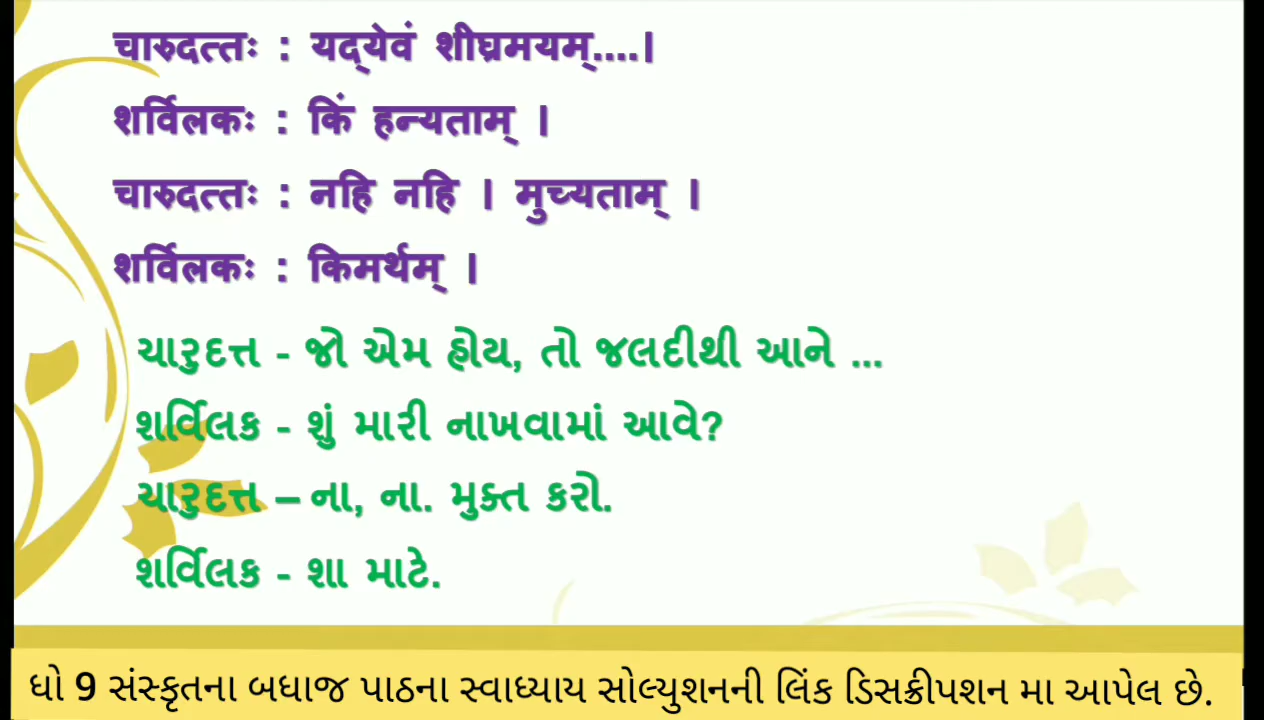 चारुदत्तः : यद्येवं शीघ्रमयम्....।
शर्विलकः : किं हन्यताम् ।
चारुदत्तः : नहि नहि । मुच्यताम् ।
शर्विलकः : किमर्थम् ।
ચારુદત્ત - જો એમ હોય, તો જલદીથી આને ...
શર્વિલક - શું મારી નાખવામાં આવે?
ચારુદત્ત – ના, ના. મુક્ત કરો.
શર્વિલક - શા માટે.
ધો 9 સંસ્કૃતના બધાજ પાઠના સ્વાધ્યાય સોલ્યુશનની લિંક ડિસક્રીપશન મા આપેલ છે.